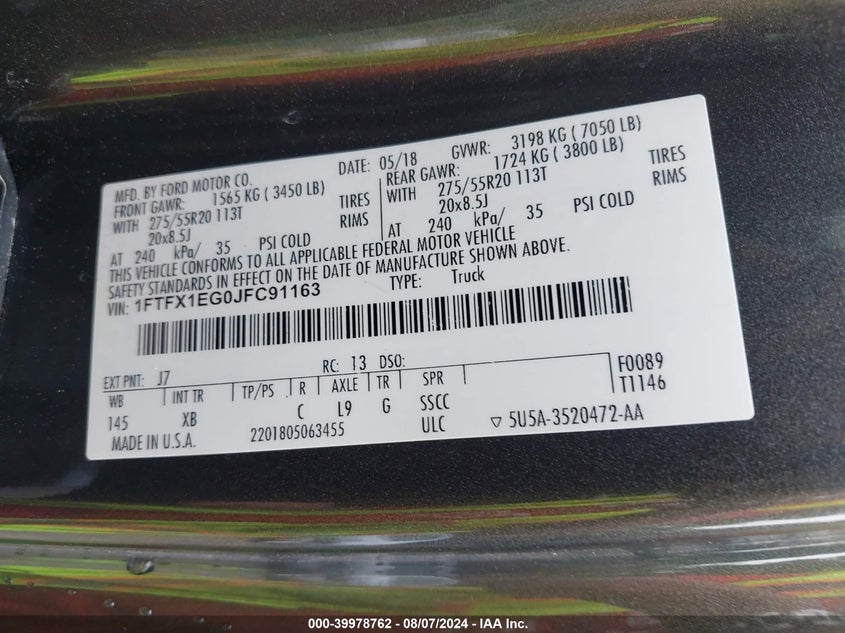 MFD. BY FORD MOTOR CO. DATE: 05/18 GVWR: 3198 KG ( 7050 LB)
FRONT GAWR: 1565 KG ( 3450 LB) REAR GAWR: 1724 KG ( 3800 LB)
WITH 275/55R20 113T TIRES WITH 275/55R20 113T TIRES
20x8.5J RIMS 20x8.5J RIMS
AT 240 kPa/ 35 PSI COLD AT 240 kPa/ 35 PSI COLD
THIS VEHICLE CONFORMS TO ALL APPLICABLE FEDERAL MOTOR VEHICLE
SAFETY STANDARDS IN EFFECT ON THE DATE OF MANUFACTURE SHOWN ABOVE.
VIN: 1FTFX1EG0JFC91163 TYPE: Truck
EXT PNT: J7 RC: 13 DSO: F0089
WB INT TR TP/PS R AXLE TR SPR T1146
145 XB C L9 G SSCC
ULC ▽ 5U5A-3520472-AA
MADE IN U.S.A. 2201805063455
000-39978762 - 08/07/2024 - IAA Inc.